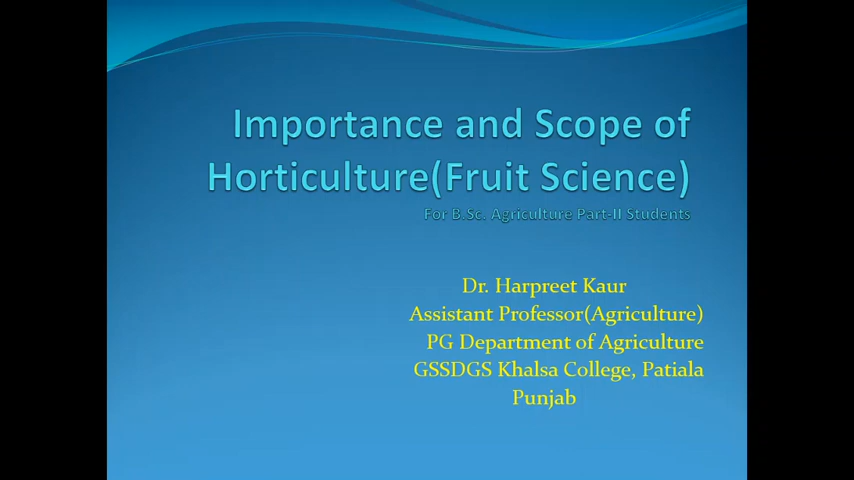 Importance and Scope of
Horticulture(Fruit Science)
For B.Sc. Agriculture Part-II Students
Dr. Harpreet Kaur
Assistant Professor(Agriculture)
PG Department of Agriculture
GSSDGS Khalsa College, Patiala
Punjab